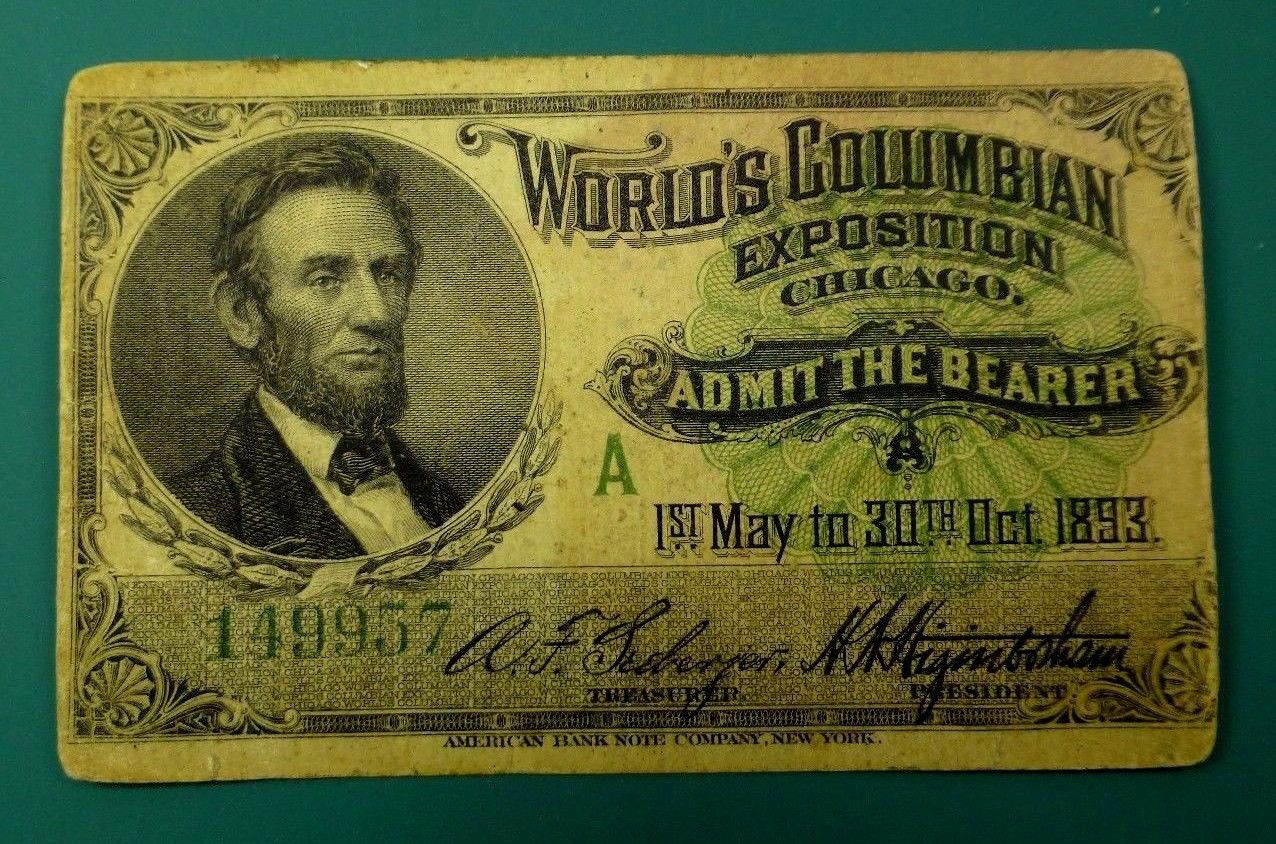 WORLD'S COLUMBIAN
EXPOSITION
CHICAGO.
ADMIT THE BEARER
A
A
1ST May to 30TH Oct. 1893.
149957
A. F. Seeberger, H N Higinbotham
TREASURER. PRESIDENT
AMERICAN BANK NOTE COMPANY, NEW YORK.